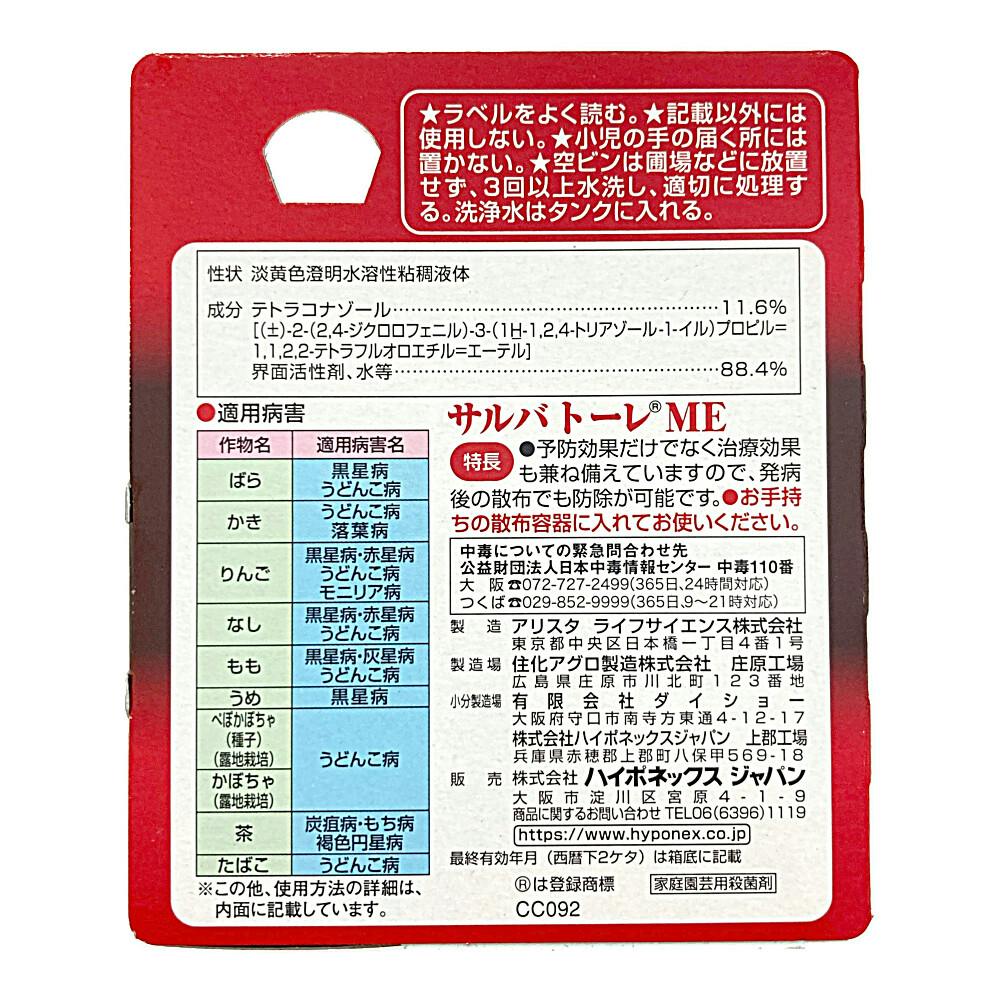 ★ラベルをよく読む。★記載以外には
使用しない。★小児の手の届く所には
置かない。★空ビンは圃場などに放置
せず、3回以上水洗し、適切に処理す
る。洗浄水はタンクに入れる。
性状 淡黄色澄明水溶性粘稠液体
成分 テトラコナゾール……………………………………11.6%
[(±)-2-(2,4-ジクロロフェニル)-3-(1H-1,2,4-トリアゾール-1-イル)プロピル=
1,1,2,2-テトラフルオロエチル=エーテル]
界面活性剤、水等……………………………………88.4%
●適用病害
作物名 適用病害名
ばら 黒星病
うどんこ病
かき うどんこ病
落葉病
りんご 黒星病・赤星病
うどんこ病
モニリア病
なし 黒星病・赤星病
うどんこ病
もも 黒星病・灰星病
うどんこ病
うめ 黒星病
ぺぽかぼちゃ
(種子)
(露地栽培)
うどんこ病
かぼちゃ
(露地栽培)
茶 炭疽病・もち病
褐色円星病
たばこ うどんこ病
※この他、使用方法の詳細は、
内面に記載しています。
サルバトーレ®ME
特長 ●予防効果だけでなく治療効果
も兼ね備えていますので、発病
後の散布でも防除が可能です。●お手持
ちの散布容器に入れてお使いください。
中毒についての緊急問合わせ先
公益財団法人日本中毒情報センター 中毒110番
大 阪☎072-727-2499(365日、24時間対応)
つくば☎029-852-9999(365日、9〜21時対応)
製 造 アリスタ ライフサイエンス株式会社
東京都中央区日本橋一丁目4番1号
製造場 住化アグロ製造株式会社 庄原工場
広島県庄原市川北町123番地
小分製造場 有限会社ダイショー
大阪府守口市南寺方東通4-12-17
株式会社ハイポネックスジャパン 上郡工場
兵庫県赤穂郡上郡町八保甲569-18
販 売 株式会社 ハイポネックス ジャパン
大阪市淀川区宮原4-1-9
商品に関するお問い合わせ TEL06(6396)1119
https://www.hyponex.co.jp
最終有効年月(西暦下2ケタ)は箱底に記載
®は登録商標 家庭園芸用殺菌剤
CC092